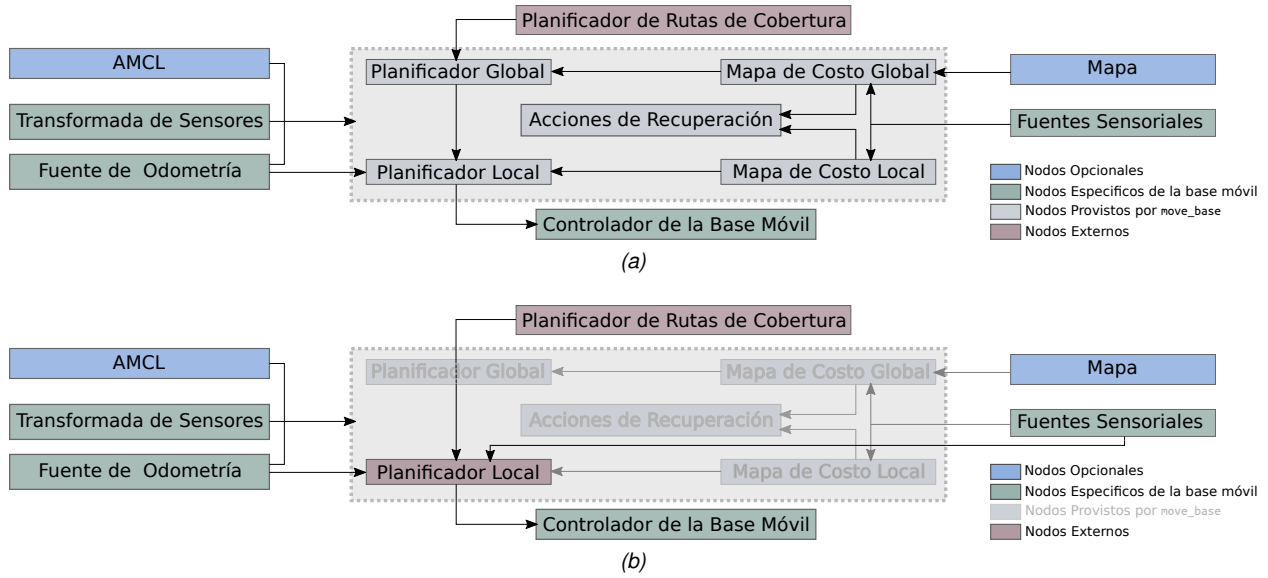 Planificador de Rutas de Cobertura
AMCL
Planificador Global
Mapa de Costo Global
Mapa
Transformada de Sensores
Acciones de Recuperación
Fuentes Sensoriales
Fuente de Odometría
Planificador Local
Mapa de Costo Local
Nodos Opcionales
Nodos Especificos de la base móvil
Nodos Provistos por move_base
Nodos Externos
Controlador de la Base Móvil
(a)
Planificador de Rutas de Cobertura
AMCL
Planificador Global
Mapa de Costo Global
Mapa
Transformada de Sensores
Acciones de Recuperación
Fuentes Sensoriales
Fuente de Odometría
Planificador Local
Mapa de Costo Local
Nodos Opcionales
Nodos Especificos de la base móvil
Nodos Provistos por move_base
Nodos Externos
Controlador de la Base Móvil
(b)